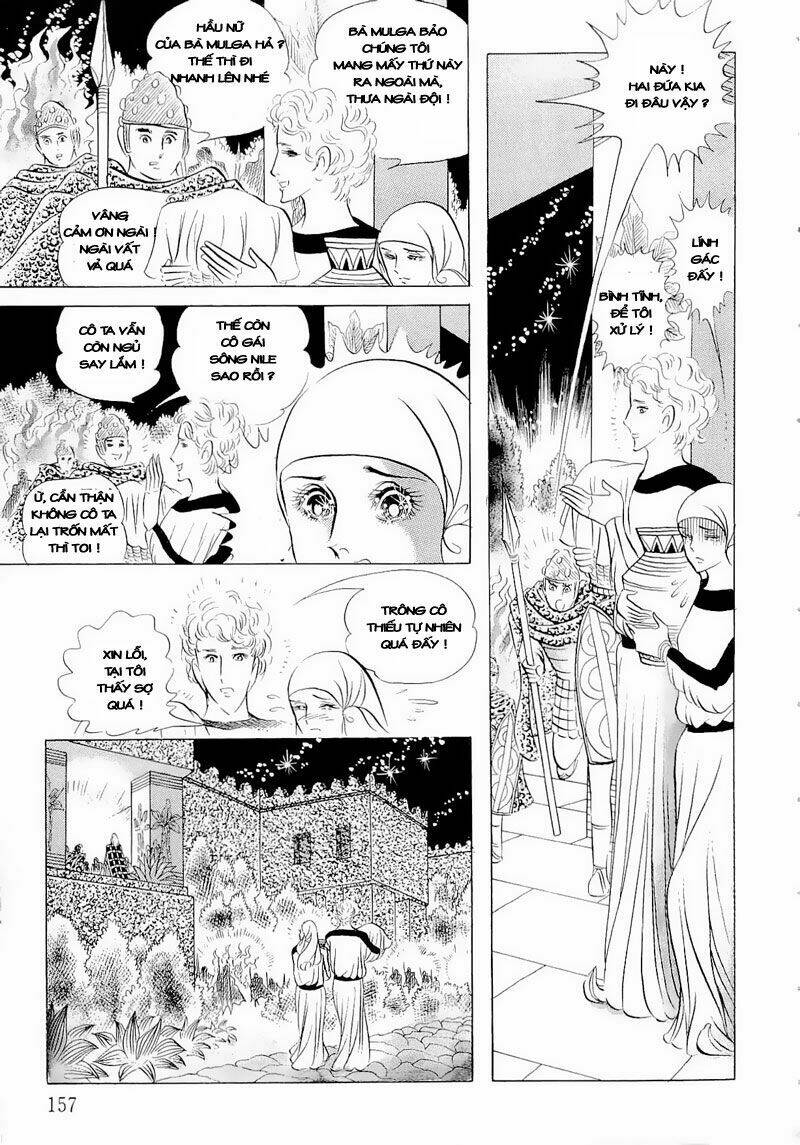 NÀY !
HAI ĐỨA KIA
ĐI ĐÂU VẬY ?
LÍNH
GÁC
ĐẤY !
BÌNH TĨNH,
ĐỂ TÔI
XỬ LÝ !
BÀ MULGA BẢO
CHÚNG TÔI
MANG MẤY THỨ NÀY
RA NGOÀI MÀ,
THƯA NGÀI ĐỘI !
HẦU NỮ
CỦA BÀ MULGA HẢ ?
THẾ THÌ ĐI
NHANH LÊN NHÉ
VÂNG
CẢM ƠN NGÀI !
NGÀI VẤT
VẢ QUÁ
THẾ CÒN
CÔ GÁI
SÔNG NILE
SAO RỒI ?
CÔ TA VẪN
CÒN NGỦ
SAY LẮM !
Ừ, CẨN THẬN
KHÔNG CÔ TA
LẠI TRỐN MẤT
THÌ TOI !
TRÔNG CÔ
THIẾU TỰ NHIÊN
QUÁ ĐẤY !
XIN LỖI,
TẠI TÔI
THẤY SỢ
QUÁ !
157